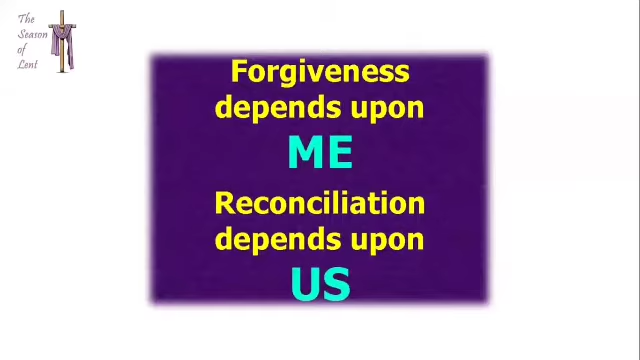 The
Season
of
Lent
Forgiveness
depends upon
ME
Reconciliation
depends upon
US